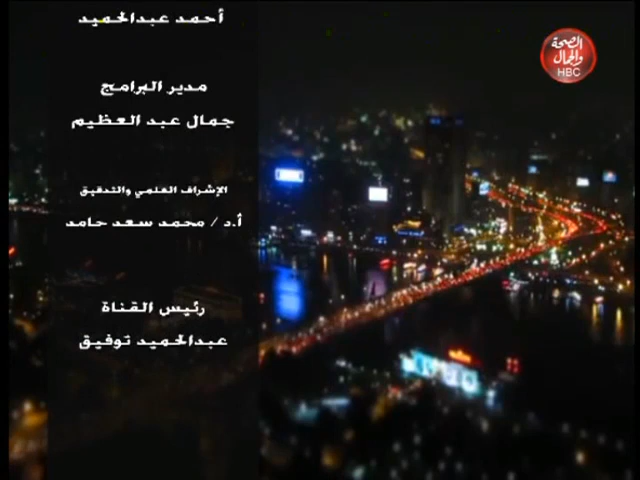 أحمد عبدالحميد
مدير البرامج
جمال عبد العظيم
الإشراف العلمي والتدقيق
أ.د / محمد سعد حامد
رئيس القناة
عبدالحميد توفيق
الصحة
والجمال
HBC